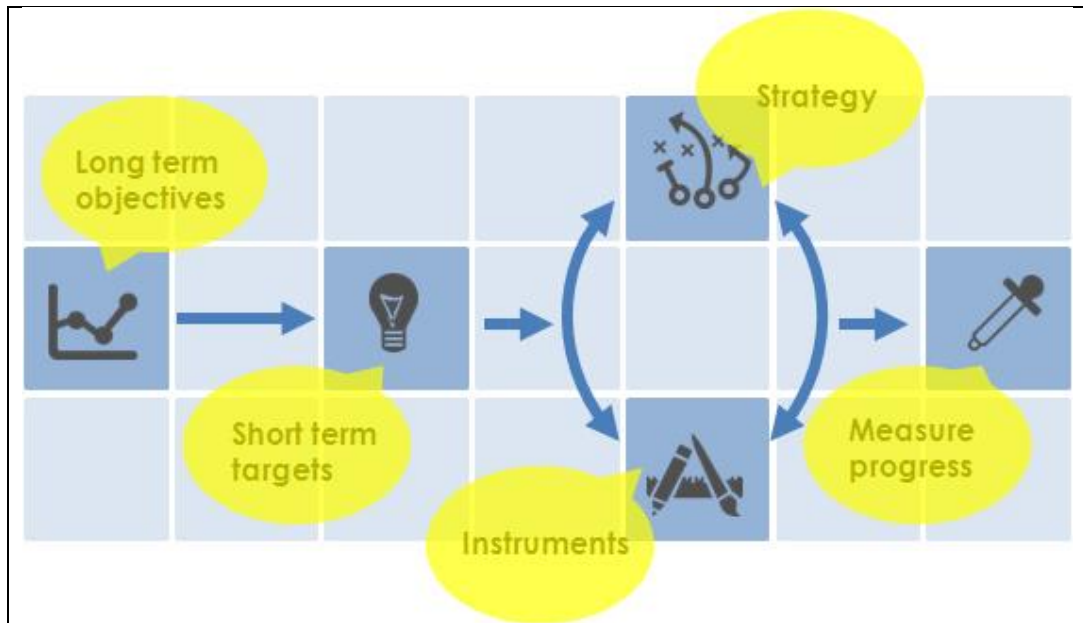 Strategy
Long term
objectives
Short term
targets
Measure
progress
Instruments